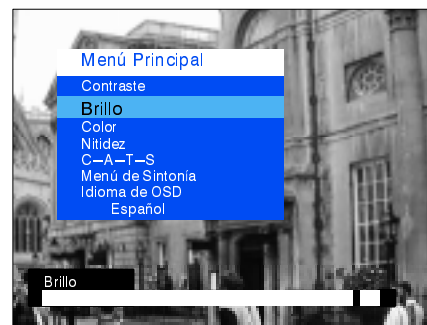 Menú Principal
Contraste
Brillo
Color
Nitidez
C–A–T–S
Menú de Sintonía
Idioma de OSD
Español
Brillo